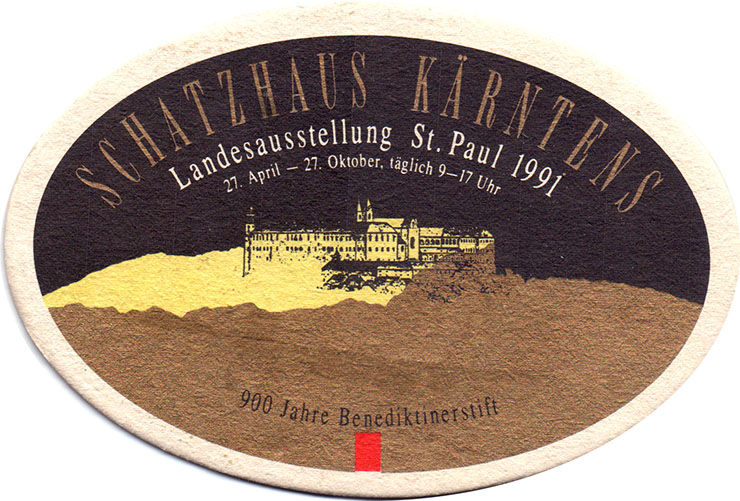 SCHATZHAUS KÄRNTENS
Landesausstellung St. Paul 1991
27. April – 27. Oktober, täglich 9–17 Uhr
900 Jahre Benediktinerstift